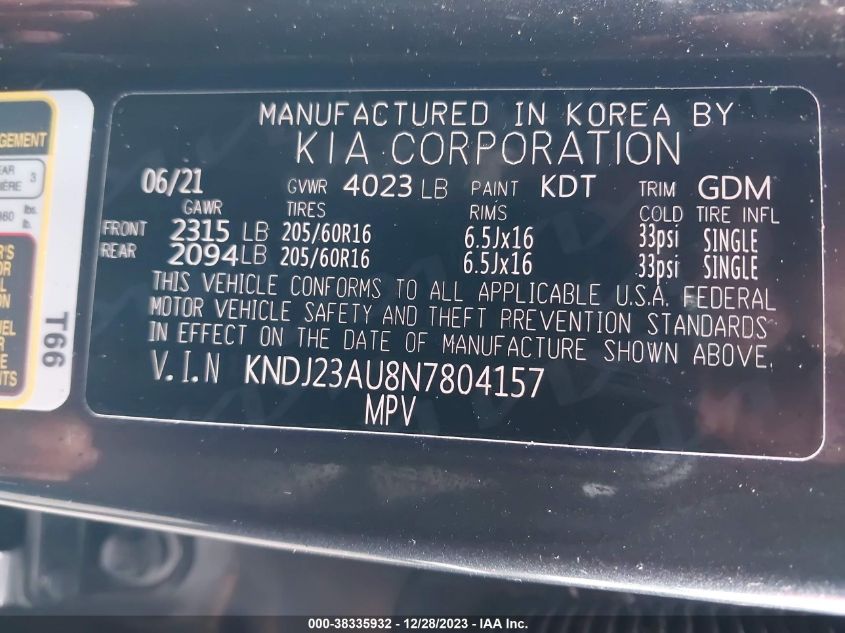 MANUFACTURED IN KOREA BY
KIA CORPORATION
06/21 GVWR 4023 LB PAINT KDT TRIM GDM
GAWR TIRES RIMS COLD TIRE INFL
FRONT 2315 LB 205/60R16 6.5Jx16 33psi SINGLE
REAR 2094LB 205/60R16 6.5Jx16 33psi SINGLE
THIS VEHICLE CONFORMS TO ALL APPLICABLE U.S.A. FEDERAL
MOTOR VEHICLE SAFETY AND THEFT PREVENTION STANDARDS
IN EFFECT ON THE DATE OF MANUFACTURE SHOWN ABOVE.
V.I.N KNDJ23AU8N7804157
MPV
T66
3
lbs.
000-38335932 - 12/28/2023 - IAA Inc.